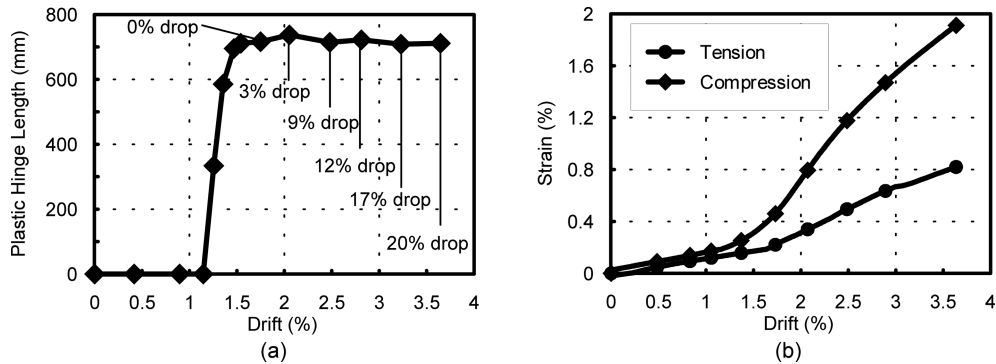 Plastic Hinge Length (mm)
800
600
400
200
0
0% drop
3% drop
9% drop
12% drop
17% drop
20% drop
0 0.5 1 1.5 2 2.5 3 3.5 4
Drift (%)
(a)
Strain (%)
2
1.6
1.2
0.8
0.4
0
Tension
Compression
0 0.5 1 1.5 2 2.5 3 3.5 4
Drift (%)
(b)